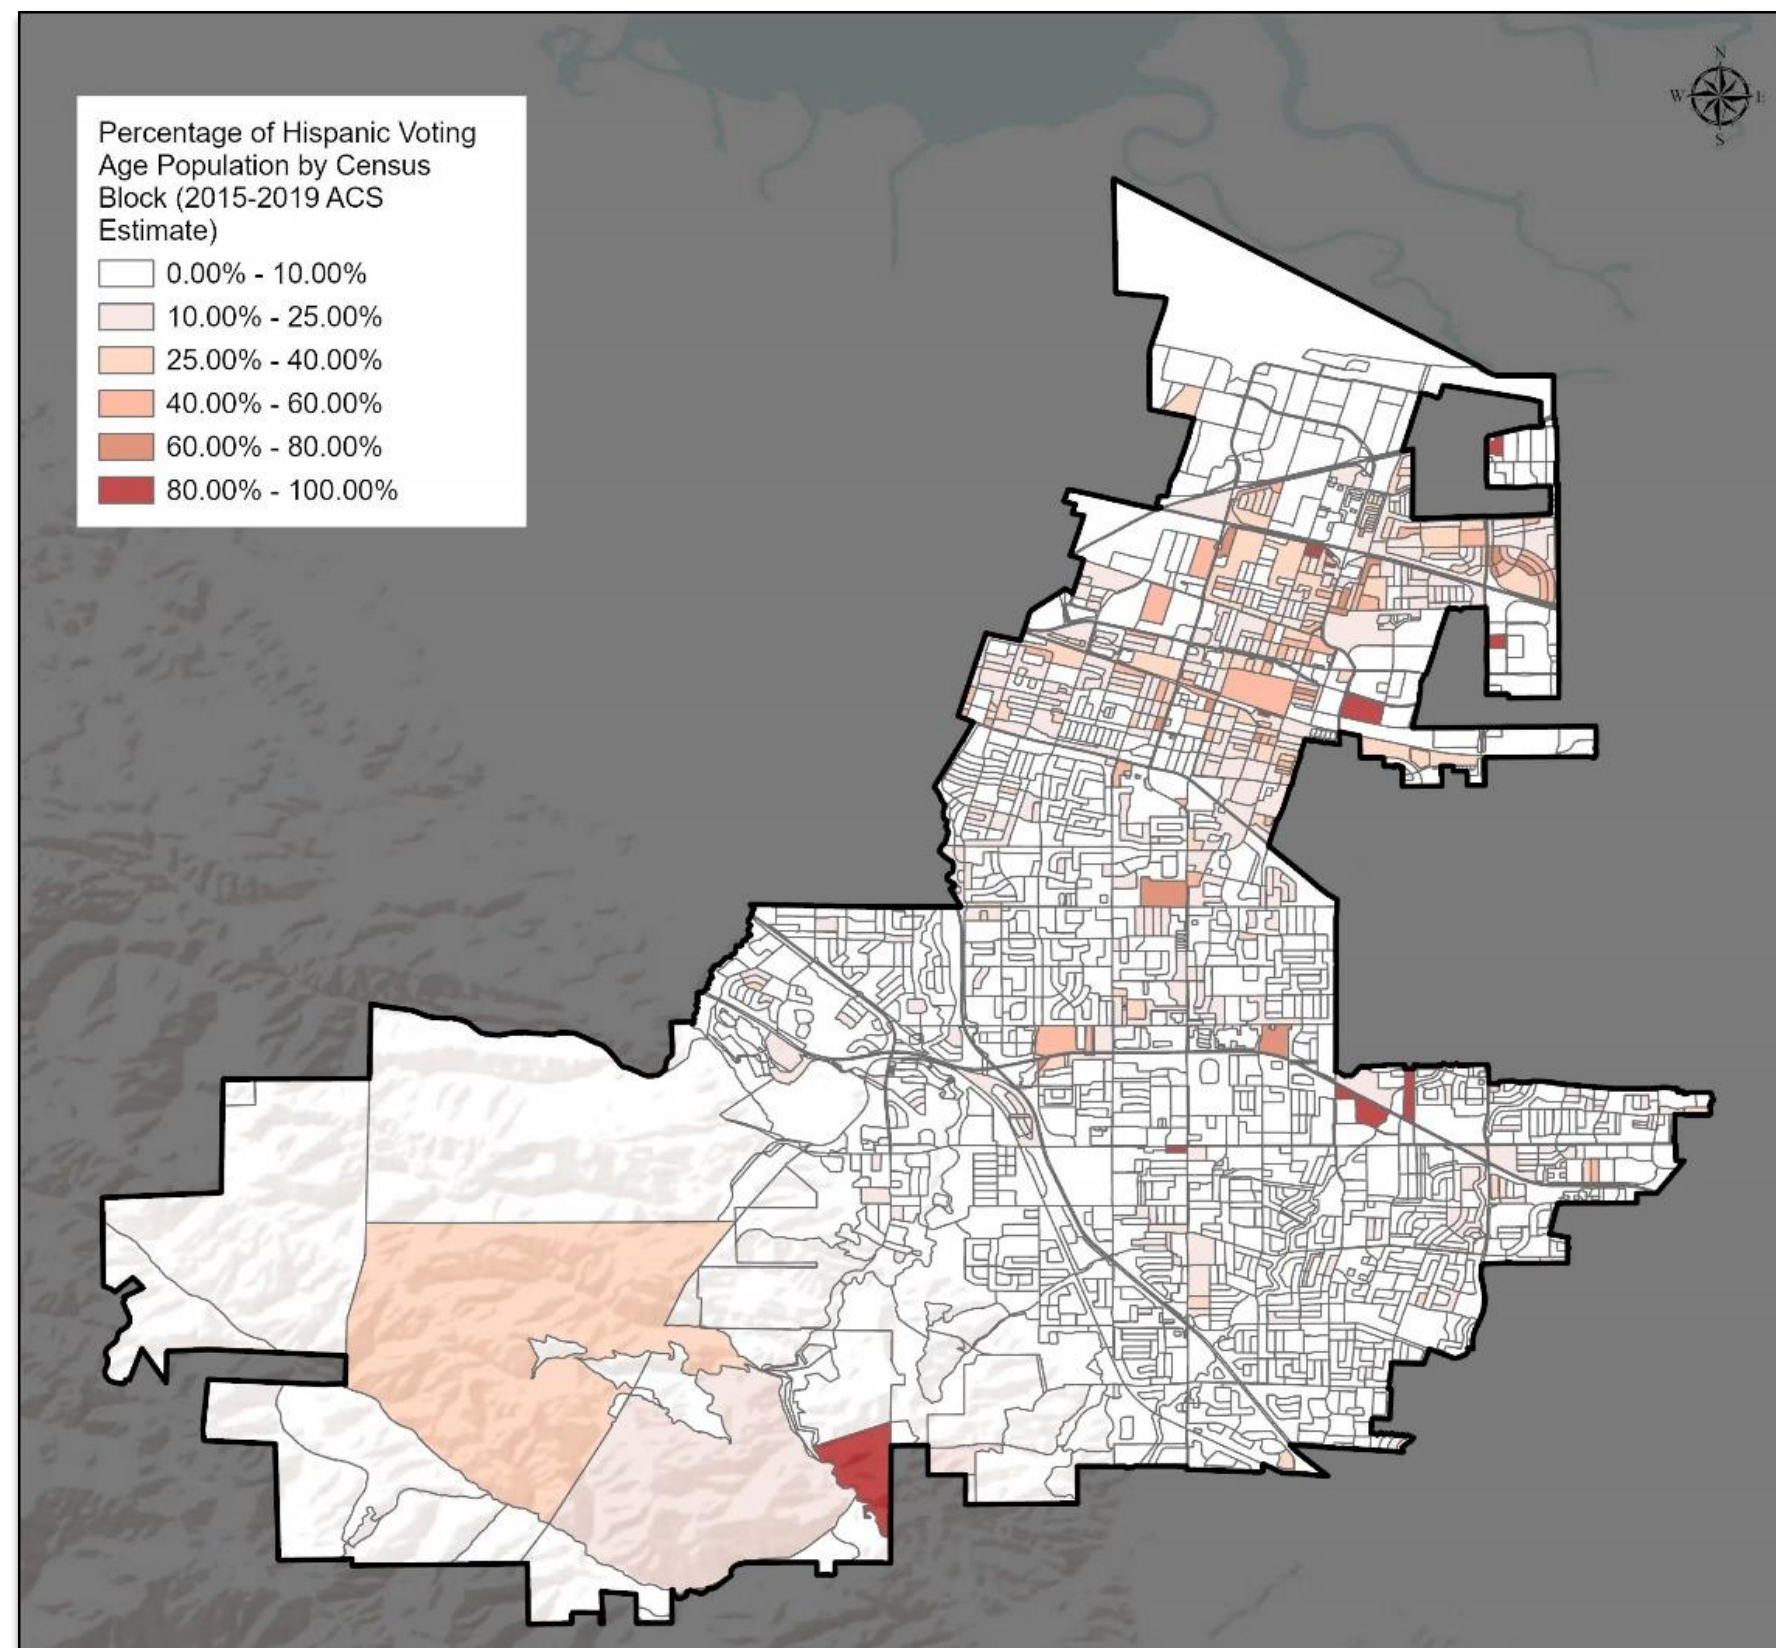 N
W
E
S
Percentage of Hispanic Voting
Age Population by Census
Block (2015-2019 ACS
Estimate)
0.00% - 10.00%
10.00% - 25.00%
25.00% - 40.00%
40.00% - 60.00%
60.00% - 80.00%
80.00% - 100.00%